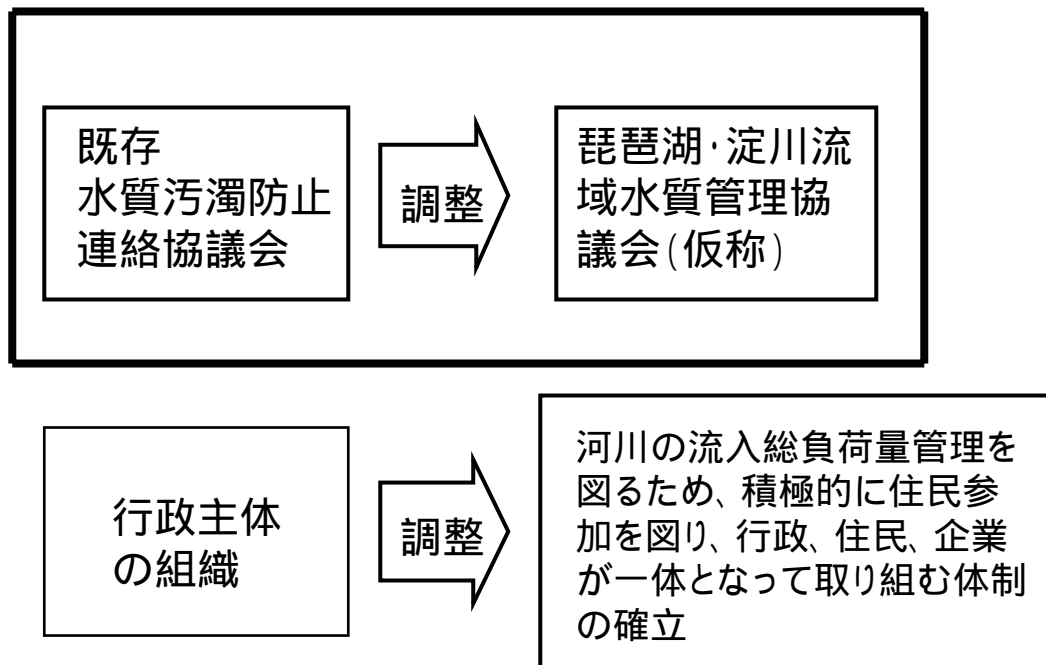 既存
水質汚濁防止
連絡協議会
調整
琵琶湖･淀川流
域水質管理協
議会(仮称)
行政主体
の組織
調整
河川の流入総負荷量管理を
図るため、積極的に住民参
加を図り、行政、住民、企業
が一体となって取り組む体制
の確立